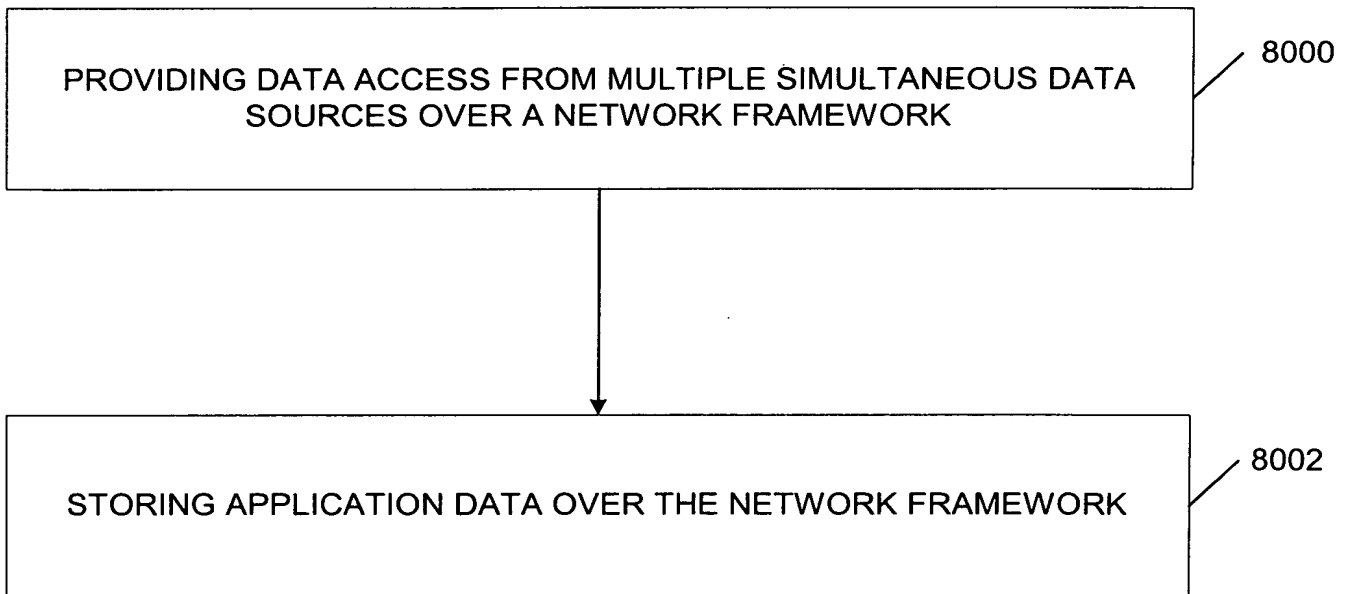 PROVIDING DATA ACCESS FROM MULTIPLE SIMULTANEOUS DATA
SOURCES OVER A NETWORK FRAMEWORK
8000
STORING APPLICATION DATA OVER THE NETWORK FRAMEWORK
8002